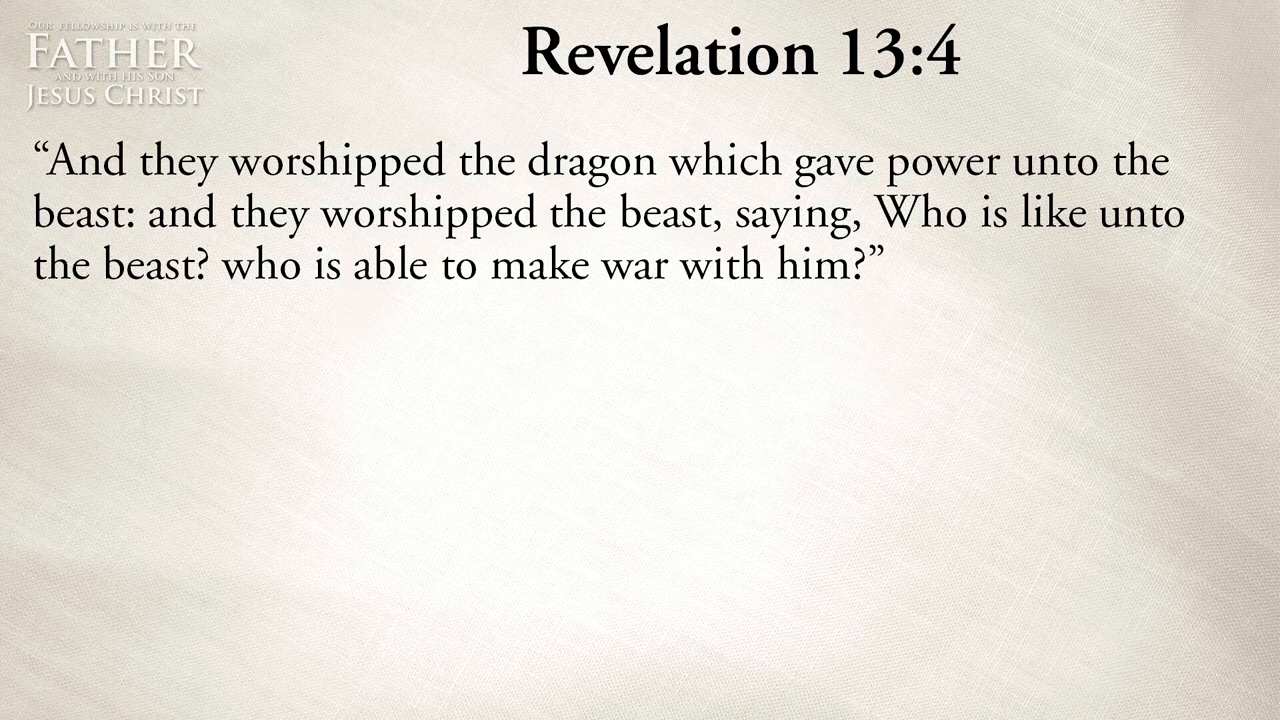 OUR FELLOWSHIP IS WITH THE
FATHER
AND WITH HIS SON
JESUS CHRIST
Revelation 13:4
“And they worshipped the dragon which gave power unto the
beast: and they worshipped the beast, saying, Who is like unto
the beast? who is able to make war with him?”